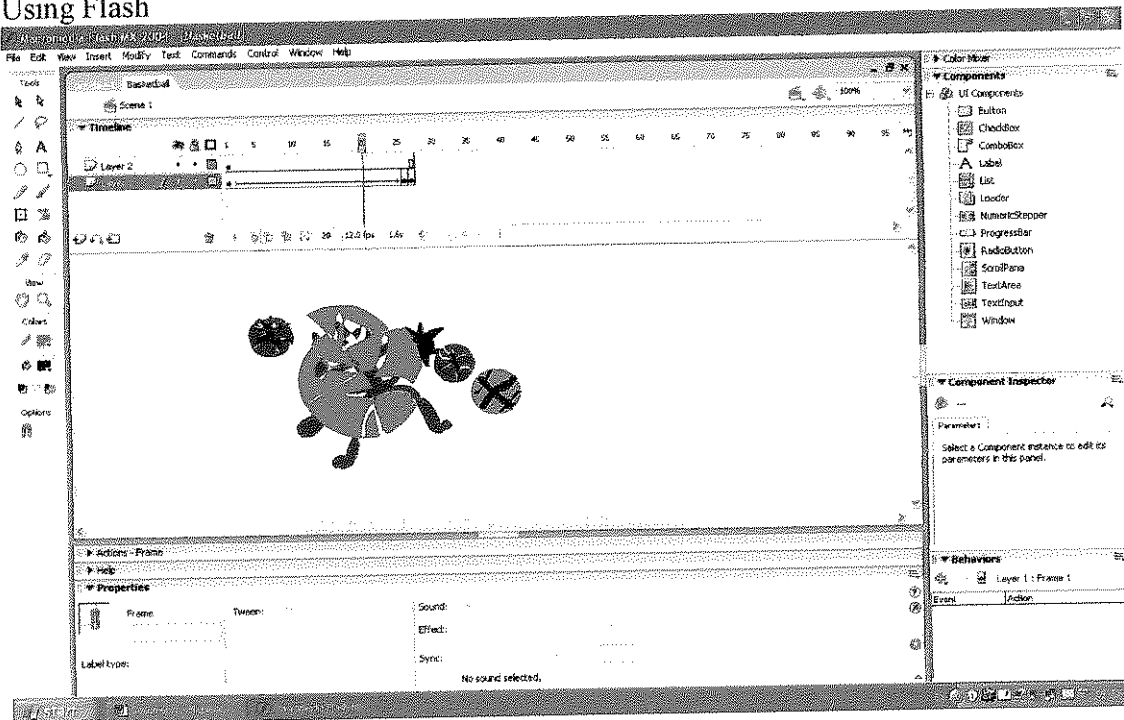 Using Flash
Macromedia Flash MX 2004 - [Basketball]
File Edit View Insert Modify Text Commands Control Window Help
Tools
View
Colors
Options
Basketball
Scene 1
100%
Timeline
1 5 10 15 20 25 30 35 40 45 50 55 60 65 70 75 80 85 90 95
Layer 2
20 12.0 fps 1.6s
Actions - Frame
Help
Properties
Frame
Tween:
Sound:
Effect:
Label type:
Sync:
No sound selected.
Color Mixer
Components
UI Components
Button
CheckBox
ComboBox
Label
List
Loader
NumericStepper
ProgressBar
RadioButton
ScrollPane
TextArea
TextInput
Window
Component Inspector
Parameters
Select a Component instance to edit its
parameters in this panel.
Behaviors
Layer 1 : Frame 1
Event Action
start